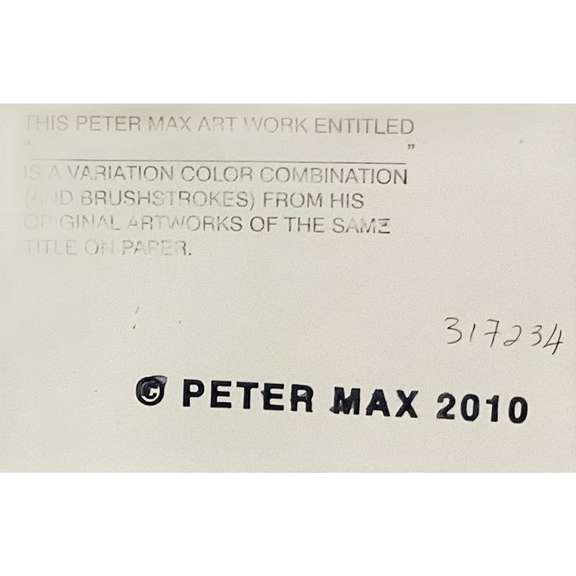 THIS PETER MAX ART WORK ENTITLED
"____________________"
IS A VARIATION COLOR COMBINATION
(AND BRUSHSTROKES) FROM HIS
ORIGINAL ARTWORKS OF THE SAME
TITLE ON PAPER.
317234
© PETER MAX 2010